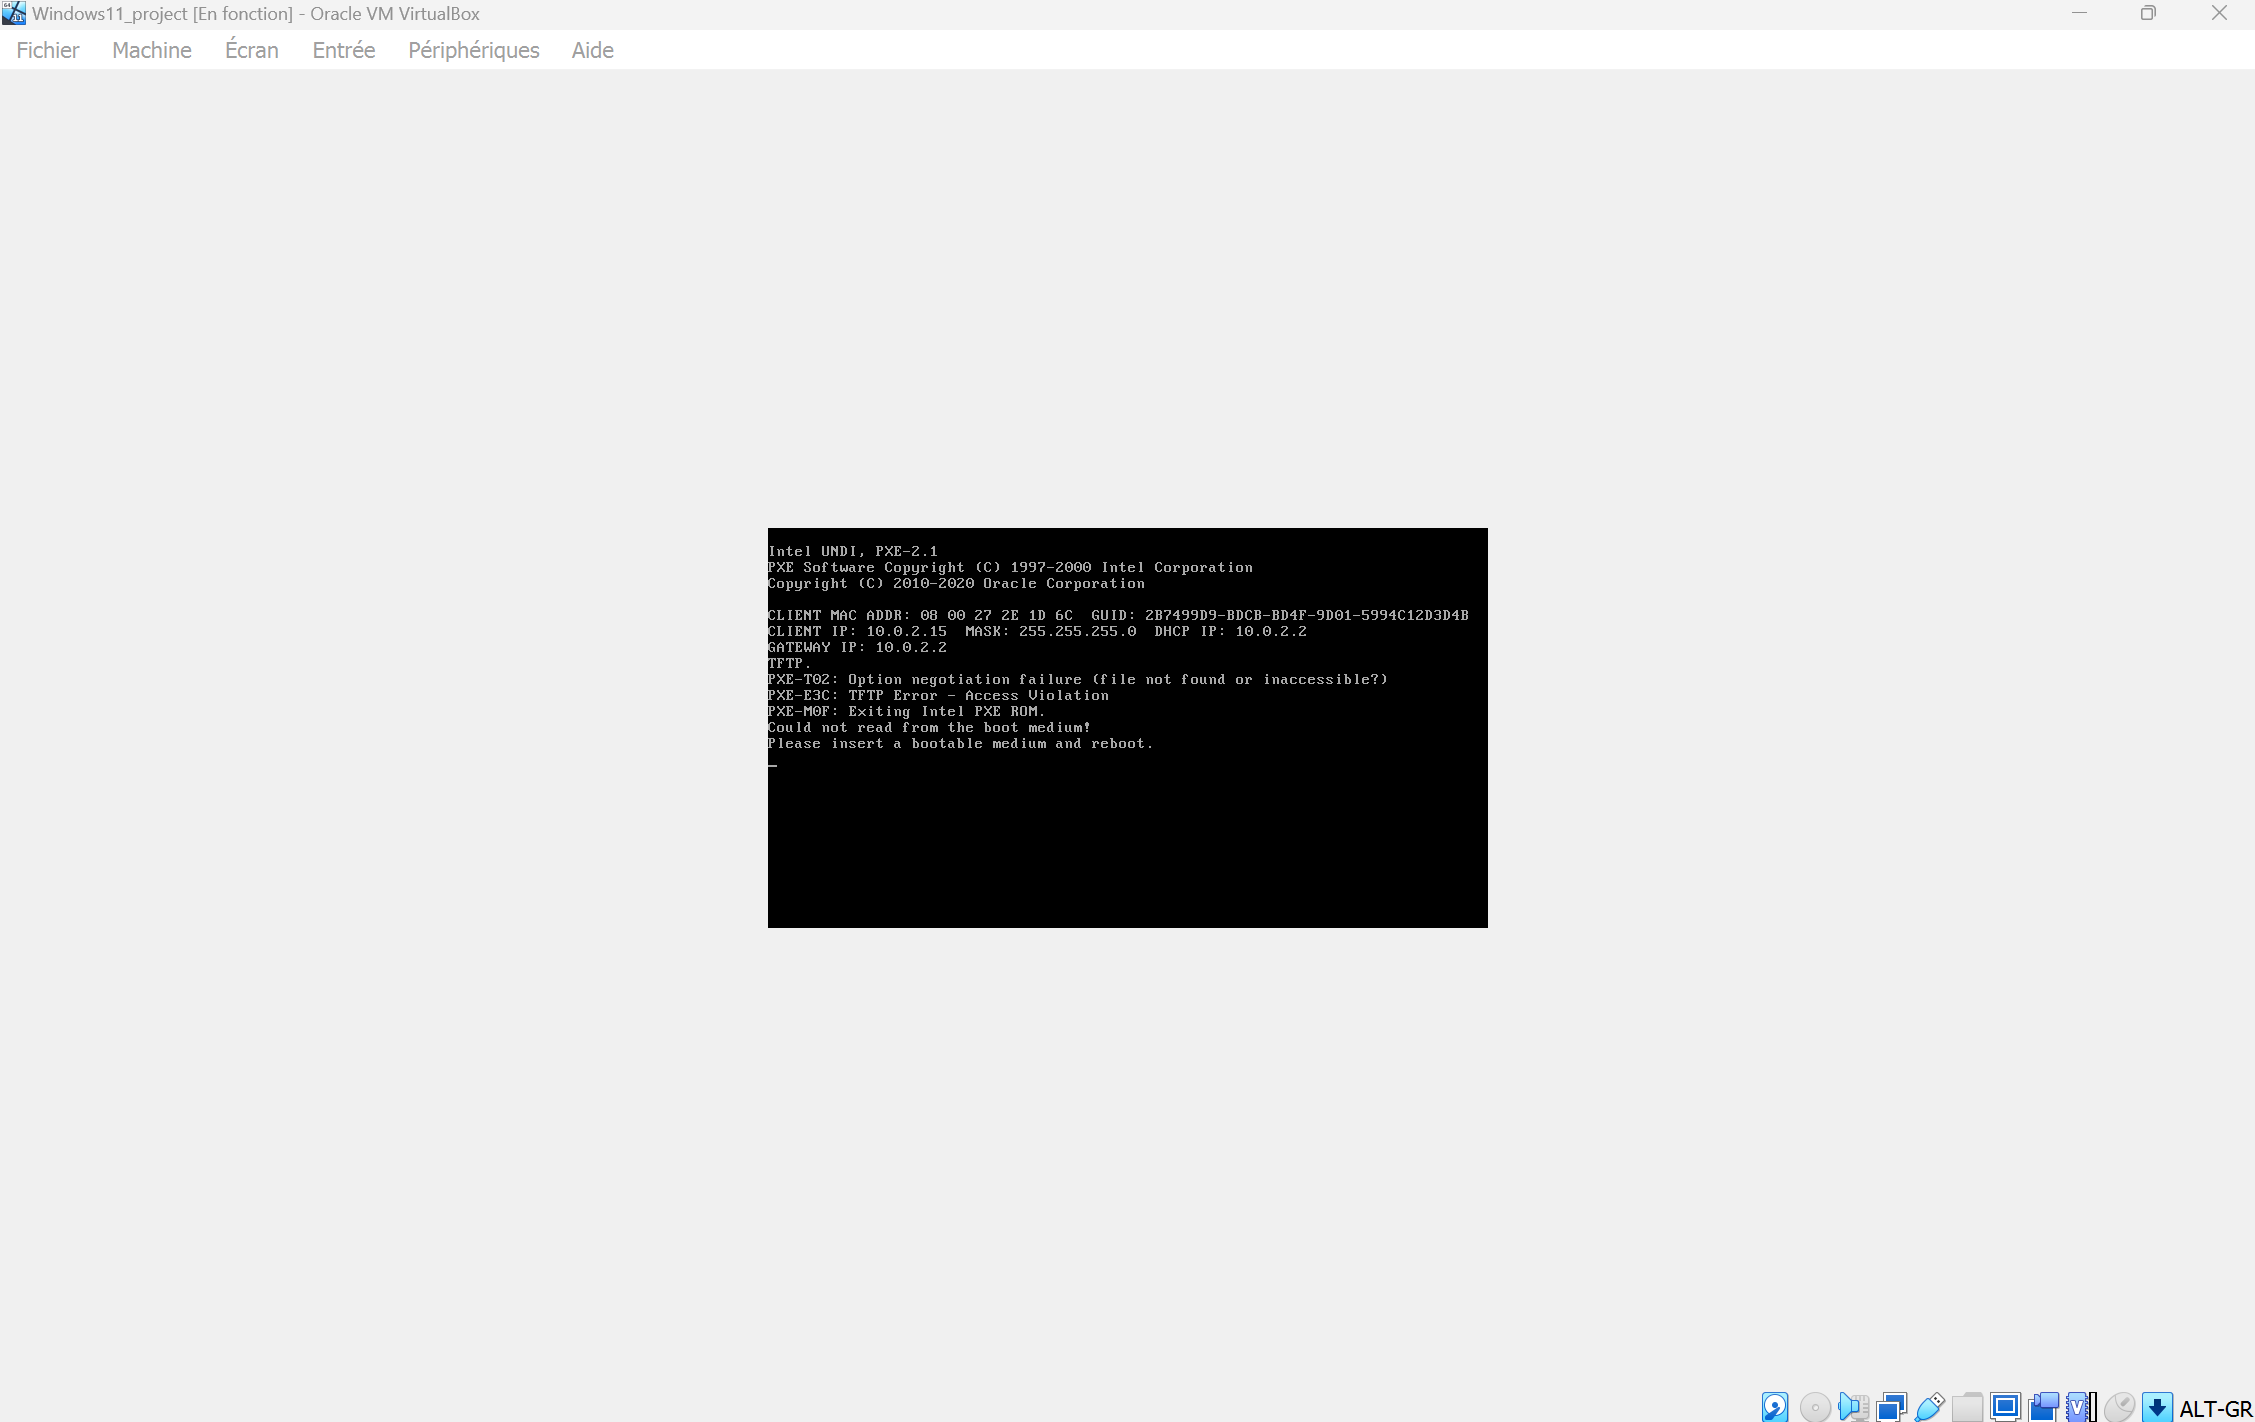 Windows11_project [En fonction] - Oracle VM VirtualBox
Fichier Machine Écran Entrée Périphériques Aide
Intel UNDI, PXE-2.1
PXE Software Copyright (C) 1997-2000 Intel Corporation
Copyright (C) 2010-2020 Oracle Corporation
CLIENT MAC ADDR: 08 00 27 2E 1D 6C  GUID: 2B7499D9-BDCB-BD4F-9D01-5994C12D3D4B
CLIENT IP: 10.0.2.15  MASK: 255.255.255.0  DHCP IP: 10.0.2.2
GATEWAY IP: 10.0.2.2
TFTP.
PXE-T02: Option negotiation failure (file not found or inaccessible?)
PXE-E3C: TFTP Error - Access Violation
PXE-M0F: Exiting Intel PXE ROM.
Could not read from the boot medium!
Please insert a bootable medium and reboot.
_
ALT-GR